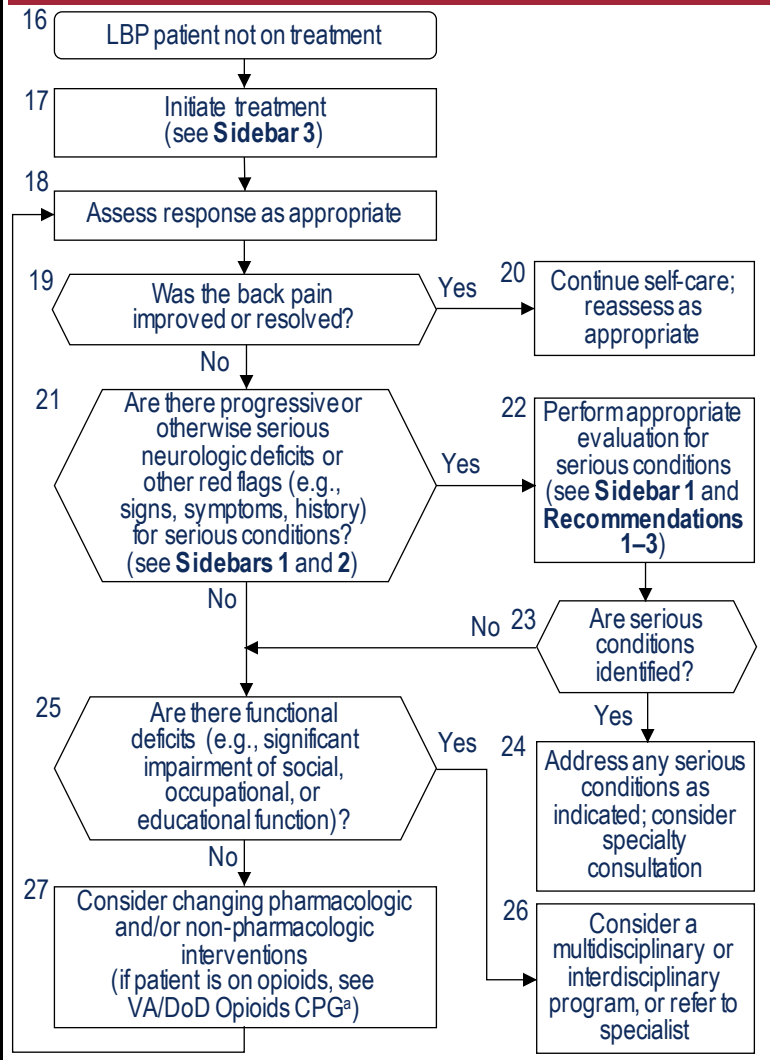 16
LBP patient not on treatment
17
Initiate treatment
(see Sidebar 3)
18
Assess response as appropriate
19
Was the back pain
improved or resolved?
Yes
20
Continue self-care;
reassess as
appropriate
No
21
Are there progressive or
otherwise serious
neurologic deficits or
other red flags (e.g.,
signs, symptoms, history)
for serious conditions?
(see Sidebars 1 and 2)
Yes
22
Perform appropriate
evaluation for
serious conditions
(see Sidebar 1 and
Recommendations
1–3)
No
No
23
Are serious
conditions
identified?
Yes
24
Address any serious
conditions as
indicated; consider
specialty
consultation
25
Are there functional
deficits (e.g., significant
impairment of social,
occupational, or
educational function)?
Yes
26
Consider a
multidisciplinary or
interdisciplinary
program, or refer to
specialist
No
27
Consider changing pharmacologic
and/or non-pharmacologic
interventions
(if patient is on opioids, see
VA/DoD Opioids CPGᵃ)